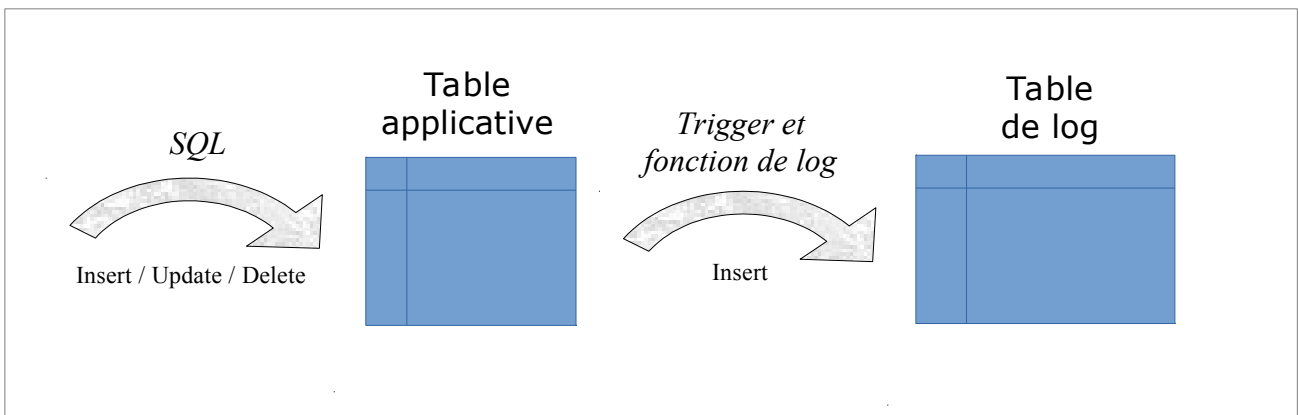 SQL
Insert / Update / Delete
Table
applicative
Trigger et
fonction de log
Insert
Table
de log